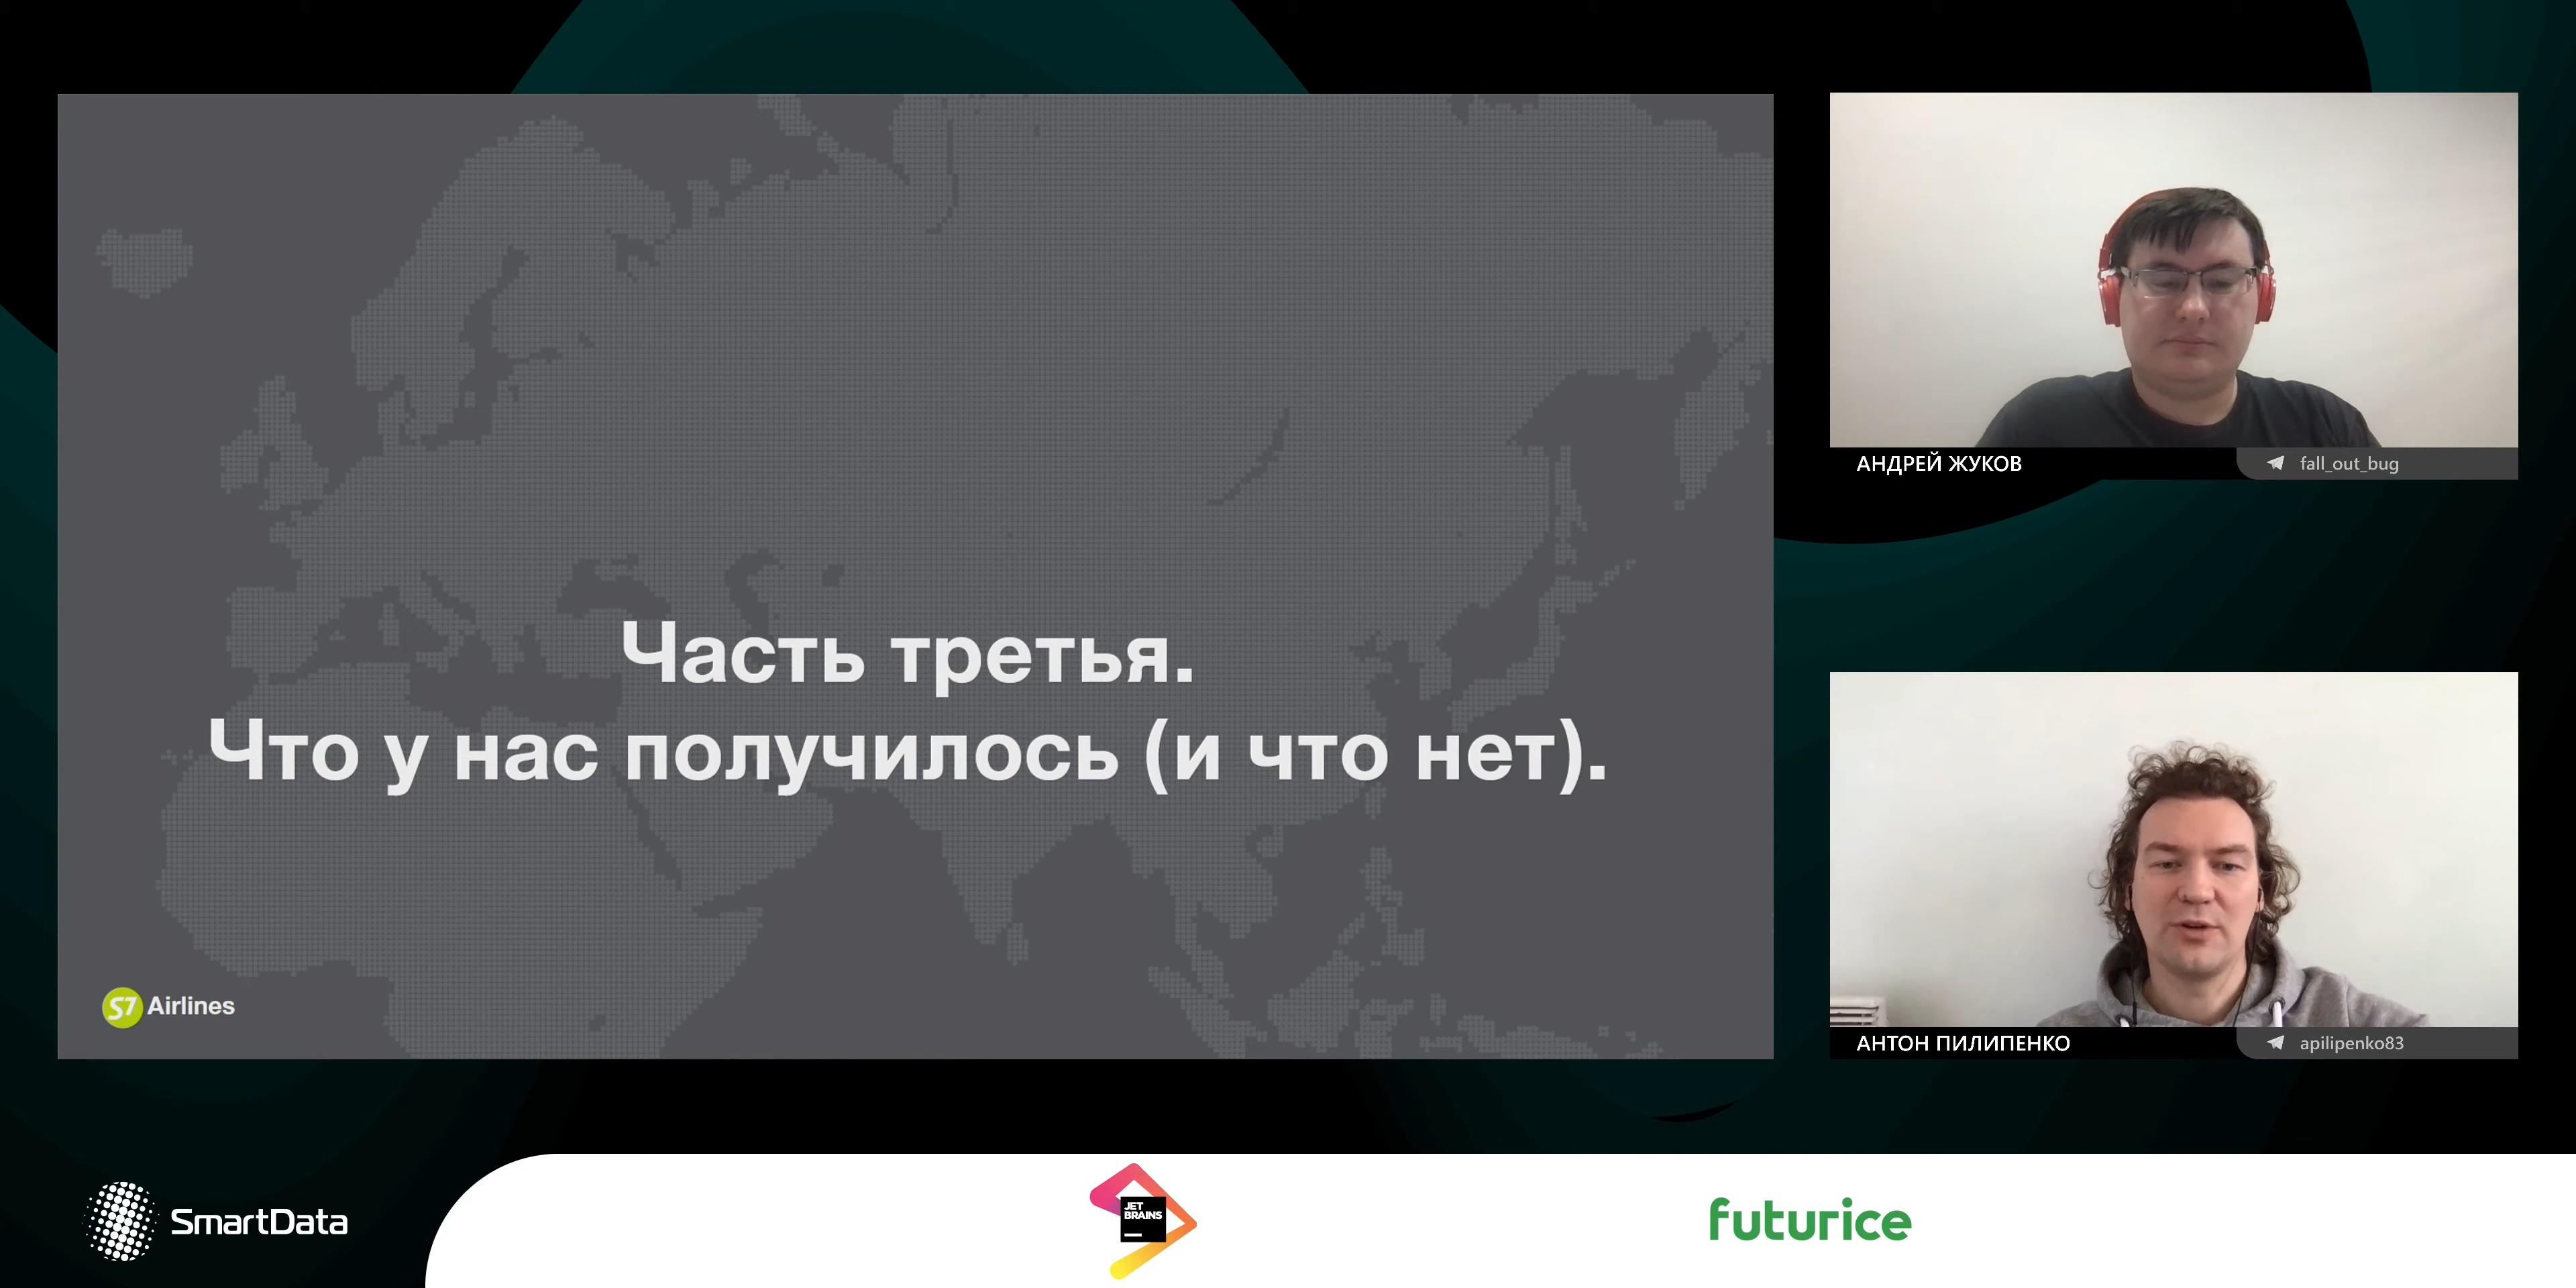 Часть третья.
Что у нас получилось (и что нет).
S7 Airlines
АНДРЕЙ ЖУКОВ
fall_out_bug
АНТОН ПИЛИПЕНКО
apilipenko83
SmartData
JET
BRAINS
futurice